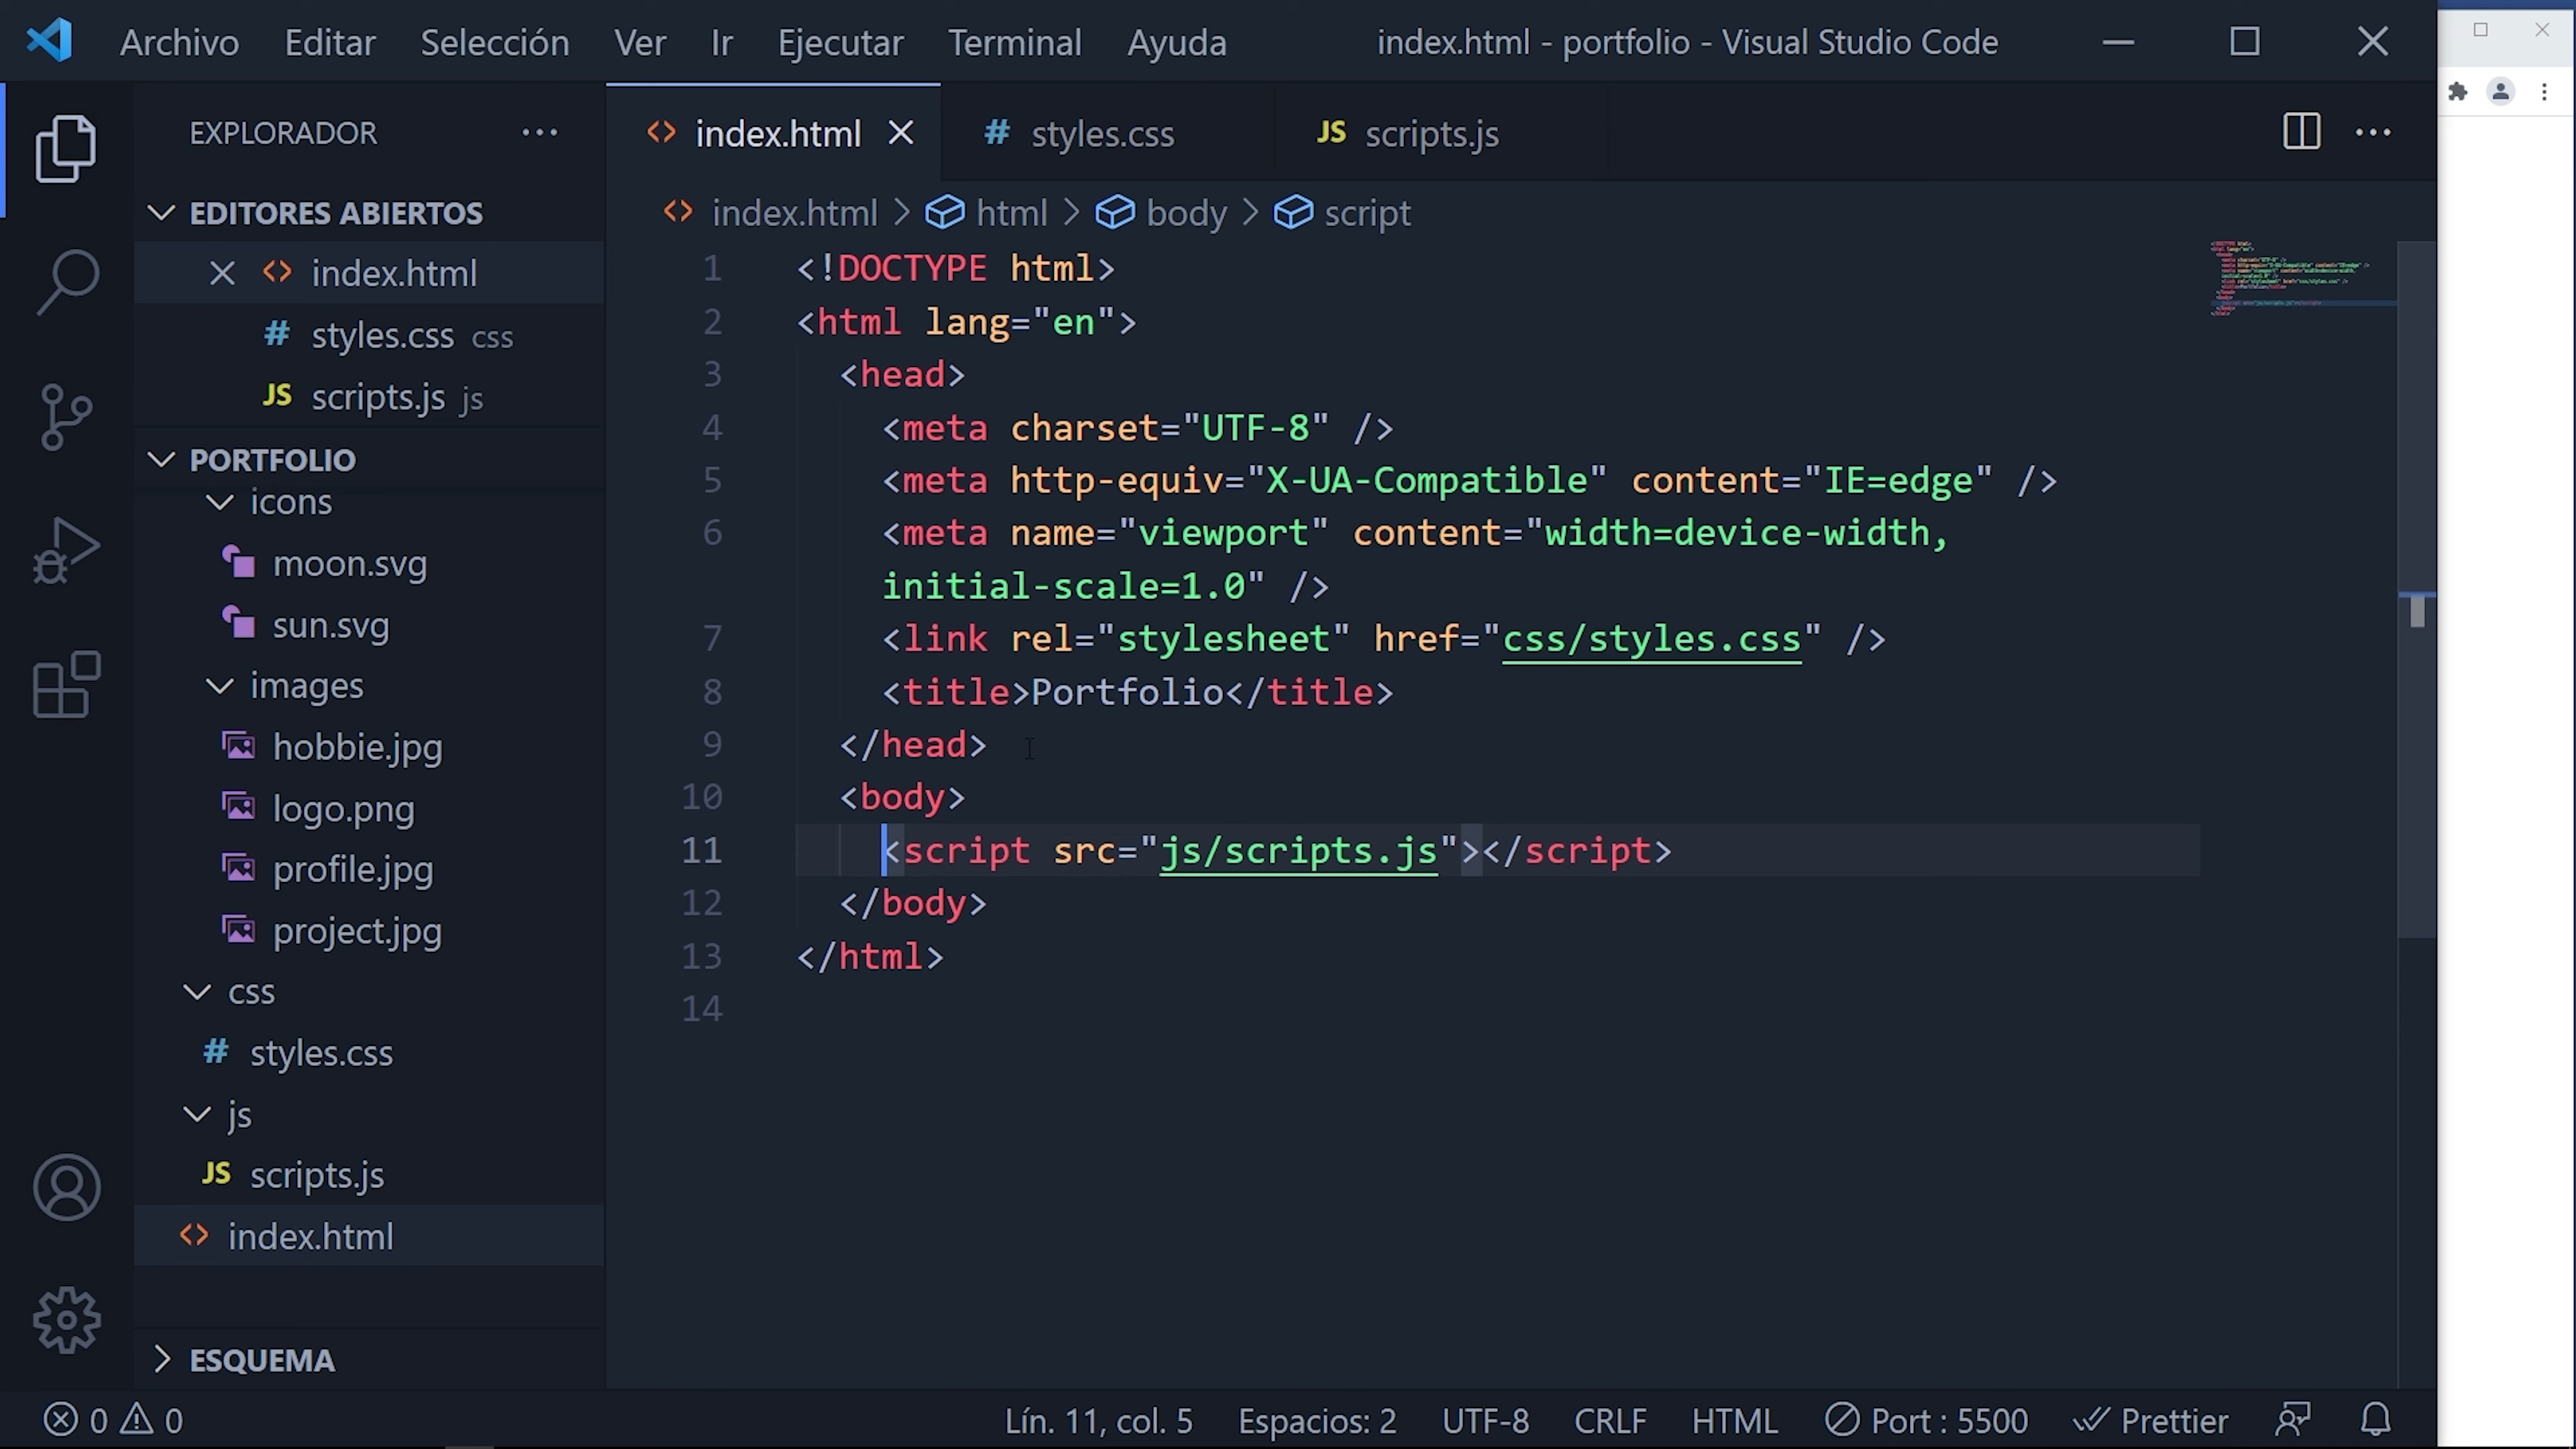 Archivo Editar Selección Ver Ir Ejecutar Terminal Ayuda index.html - portfolio - Visual Studio Code
EXPLORADOR
EDITORES ABIERTOS
index.html
styles.css css
scripts.js js
PORTFOLIO
icons
moon.svg
sun.svg
images
hobbie.jpg
logo.png
profile.jpg
project.jpg
css
styles.css
js
JS scripts.js
index.html
ESQUEMA
index.html # styles.css JS scripts.js
index.html > html > body > script
1 <!DOCTYPE html>
2 <html lang="en">
3 <head>
4 <meta charset="UTF-8" />
5 <meta http-equiv="X-UA-Compatible" content="IE=edge" />
6 <meta name="viewport" content="width=device-width,
initial-scale=1.0" />
7 <link rel="stylesheet" href="css/styles.css" />
8 <title>Portfolio</title>
9 </head>
10 <body>
11 <script src="js/scripts.js"></script>
12 </body>
13 </html>
14
0 0 Lín. 11, col. 5 Espacios: 2 UTF-8 CRLF HTML Port : 5500 Prettier